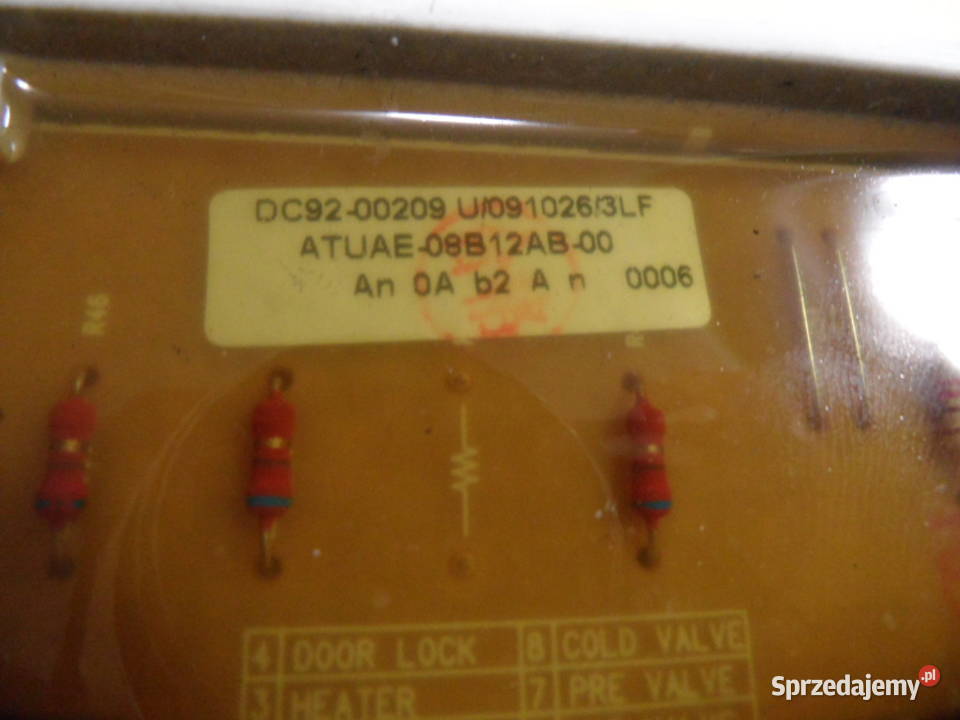 DC92-00209 U/091026/3LF
ATUAE-08B12AB-00
An 0A b2 A n 0006
R46
R
4 DOOR LOCK 8 COLD VALVE
3 HEATER 7 PRE VALVE
Sprzedajemy.pl